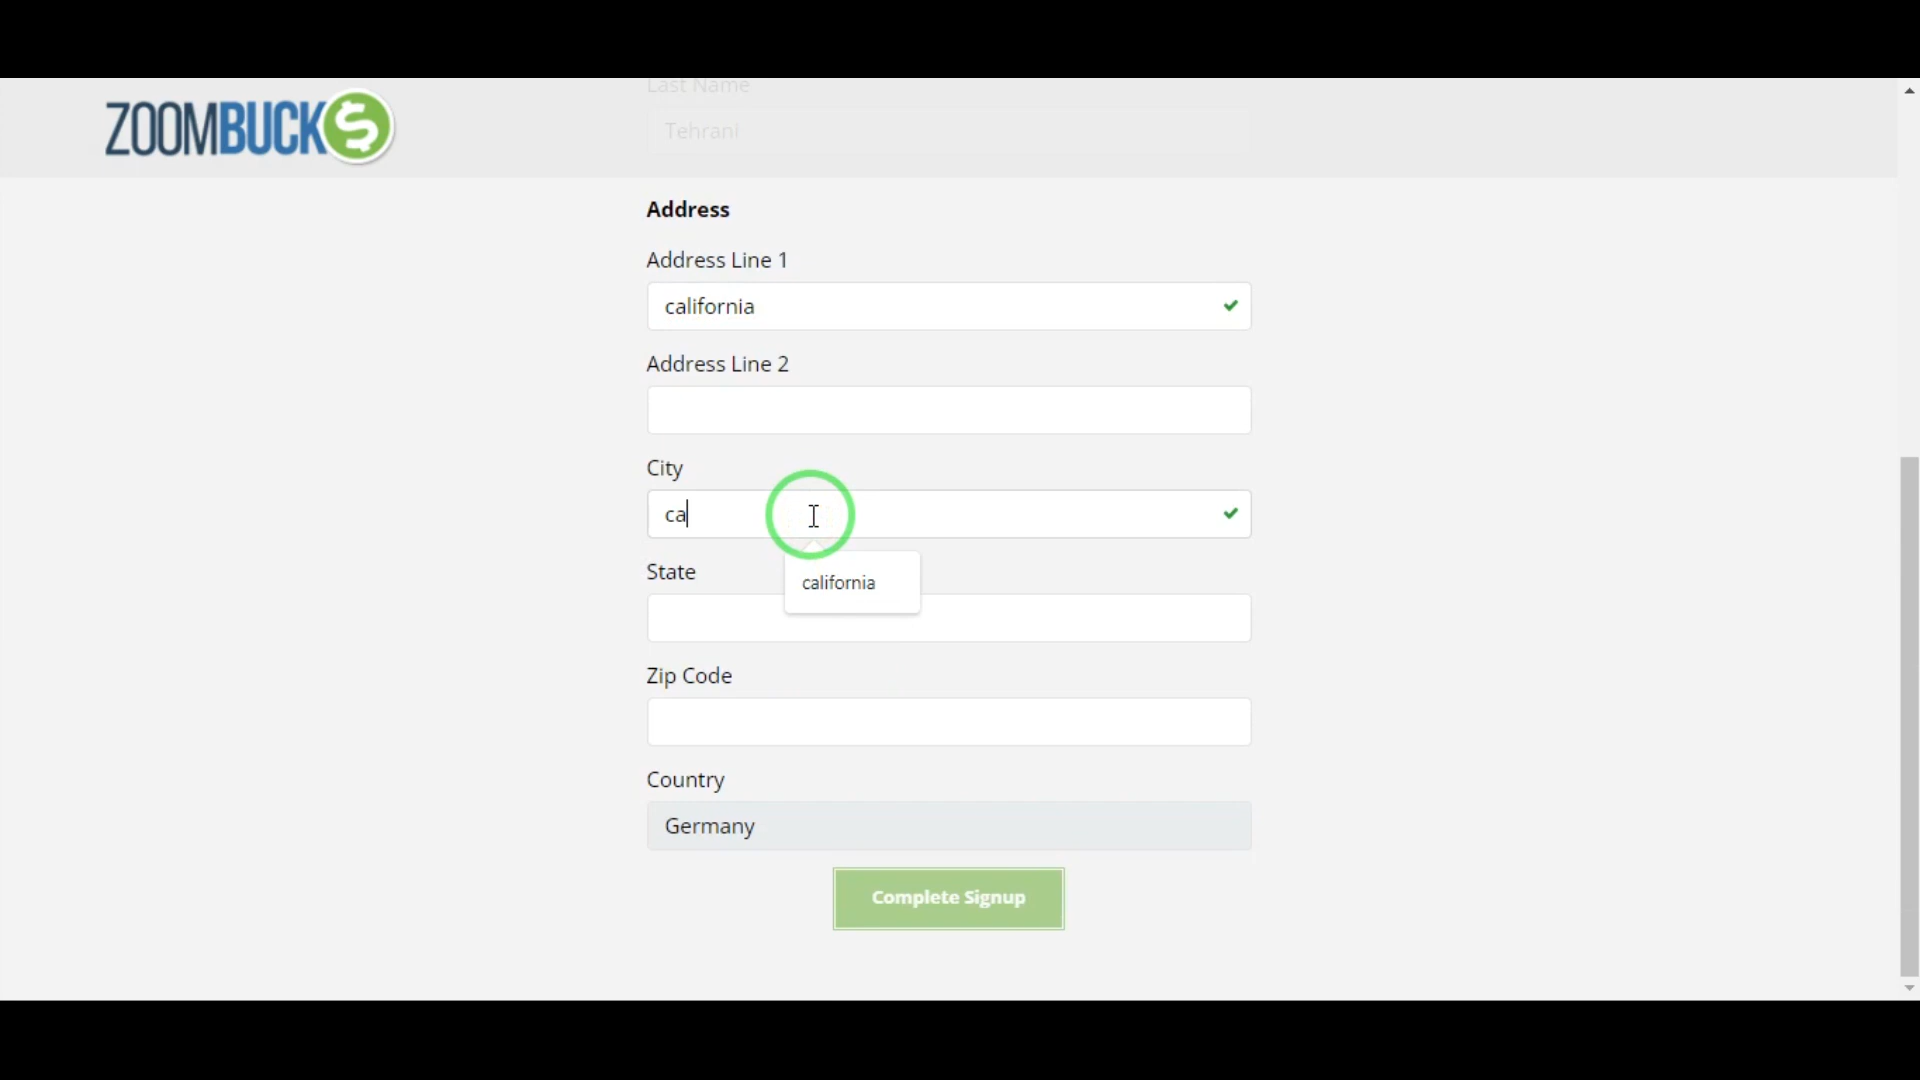 Last Name
ZOOMBUCK$
Tehrani
Address
Address Line 1
california
Address Line 2
City
ca
california
State
Zip Code
Country
Germany
Complete Signup